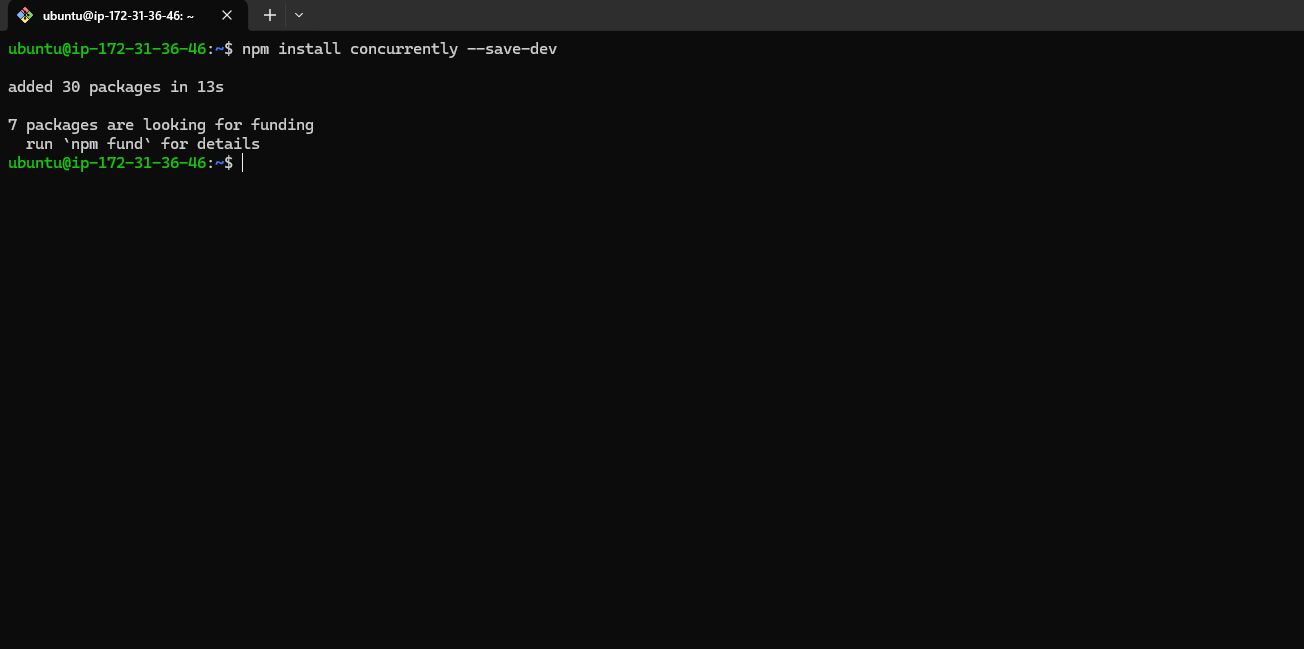 ubuntu@ip-172-31-36-46: ~
ubuntu@ip-172-31-36-46:~$ npm install concurrently --save-dev
added 30 packages in 13s
7 packages are looking for funding
run `npm fund` for details
ubuntu@ip-172-31-36-46:~$